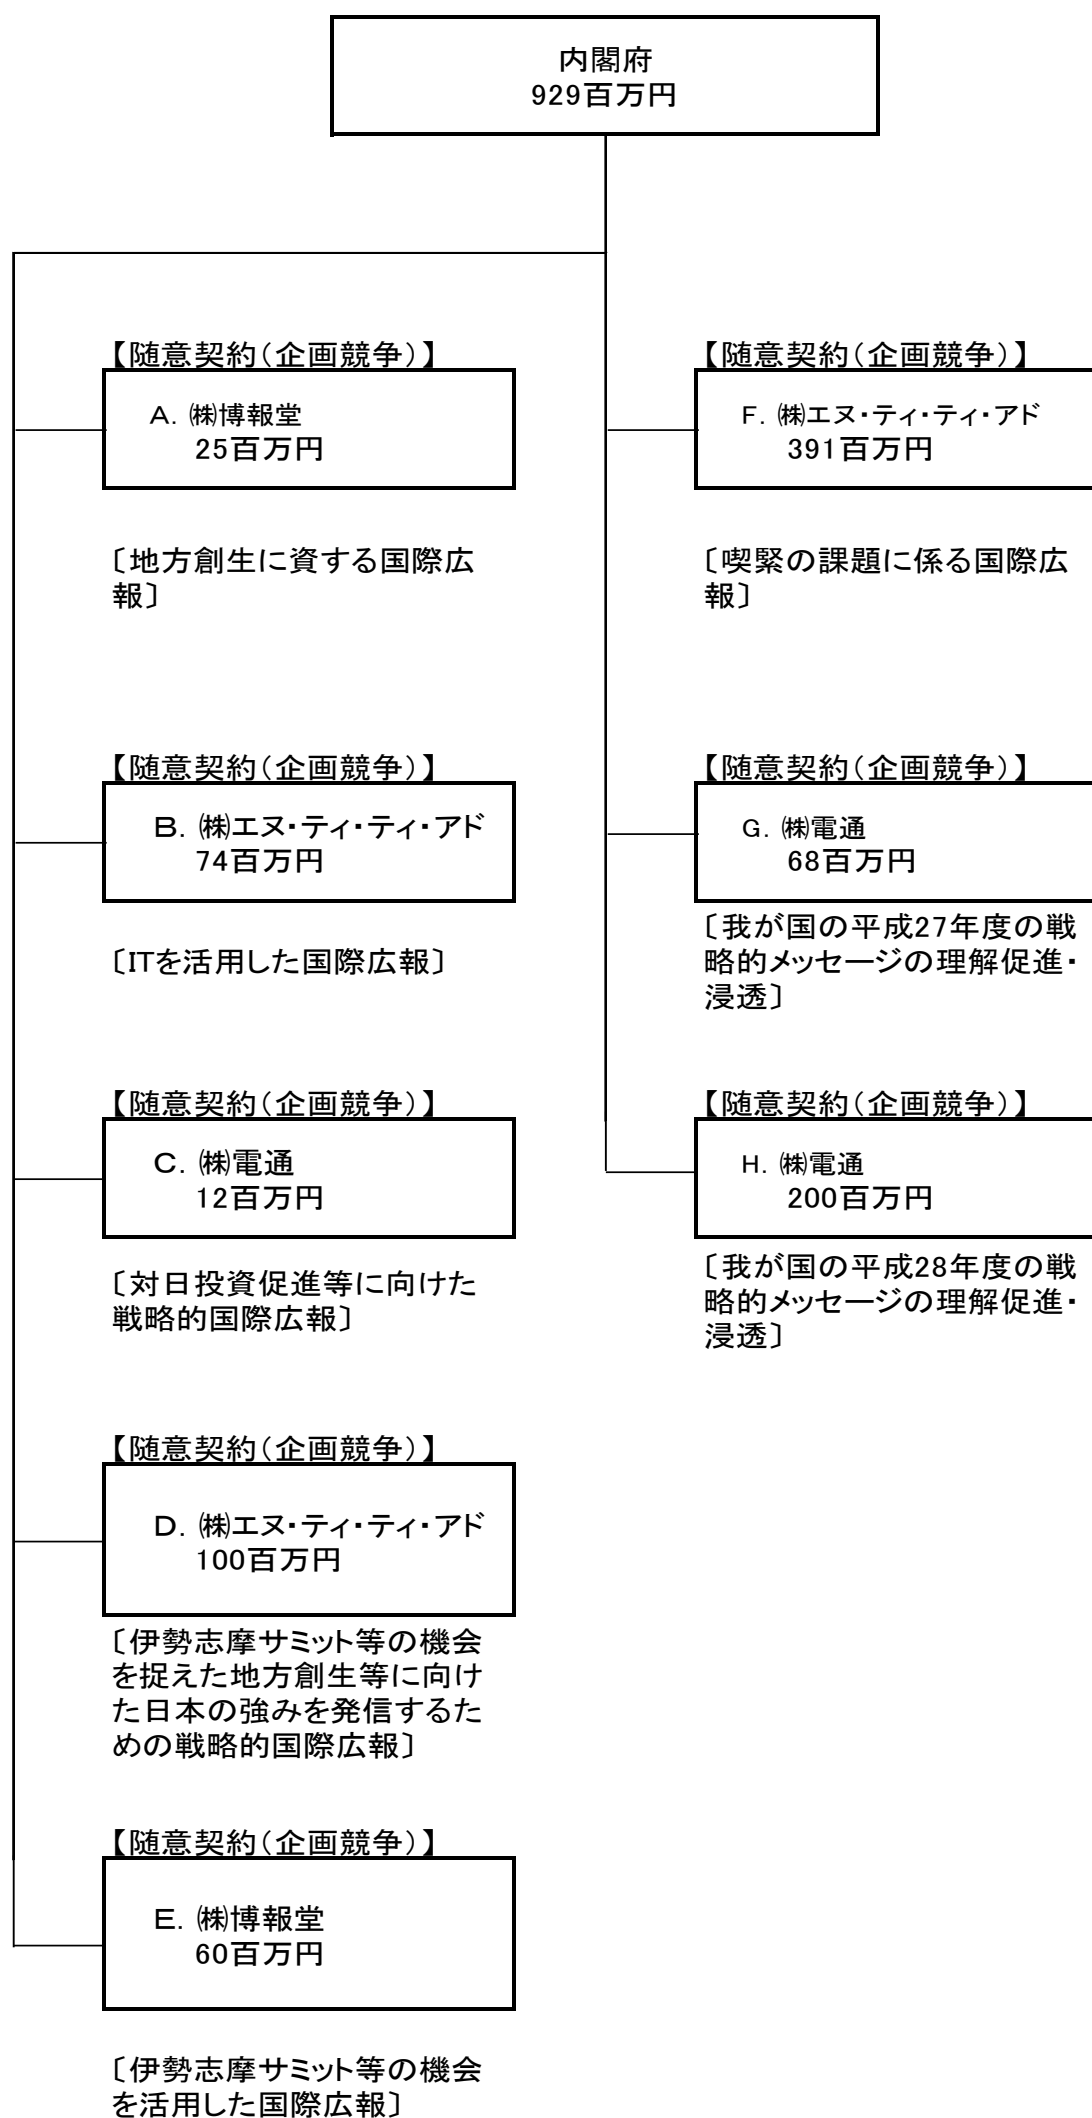 内閣府
929百万円
【随意契約(企画競争)】
A. ㈱博報堂
25百万円
〔地方創生に資する国際広
報〕
【随意契約(企画競争)】
B. ㈱エヌ・ティ・ティ・アド
74百万円
〔ITを活用した国際広報〕
【随意契約(企画競争)】
C. ㈱電通
12百万円
〔対日投資促進等に向けた
戦略的国際広報〕
【随意契約(企画競争)】
D. ㈱エヌ・ティ・ティ・アド
100百万円
〔伊勢志摩サミット等の機会
を捉えた地方創生等に向け
た日本の強みを発信するた
めの戦略的国際広報〕
【随意契約(企画競争)】
E. ㈱博報堂
60百万円
〔伊勢志摩サミット等の機会
を活用した国際広報〕
【随意契約(企画競争)】
F. ㈱エヌ・ティ・ティ・アド
391百万円
〔喫緊の課題に係る国際広
報〕
【随意契約(企画競争)】
G. ㈱電通
68百万円
〔我が国の平成27年度の戦
略的メッセージの理解促進・
浸透〕
【随意契約(企画競争)】
H. ㈱電通
200百万円
〔我が国の平成28年度の戦
略的メッセージの理解促進・
浸透〕